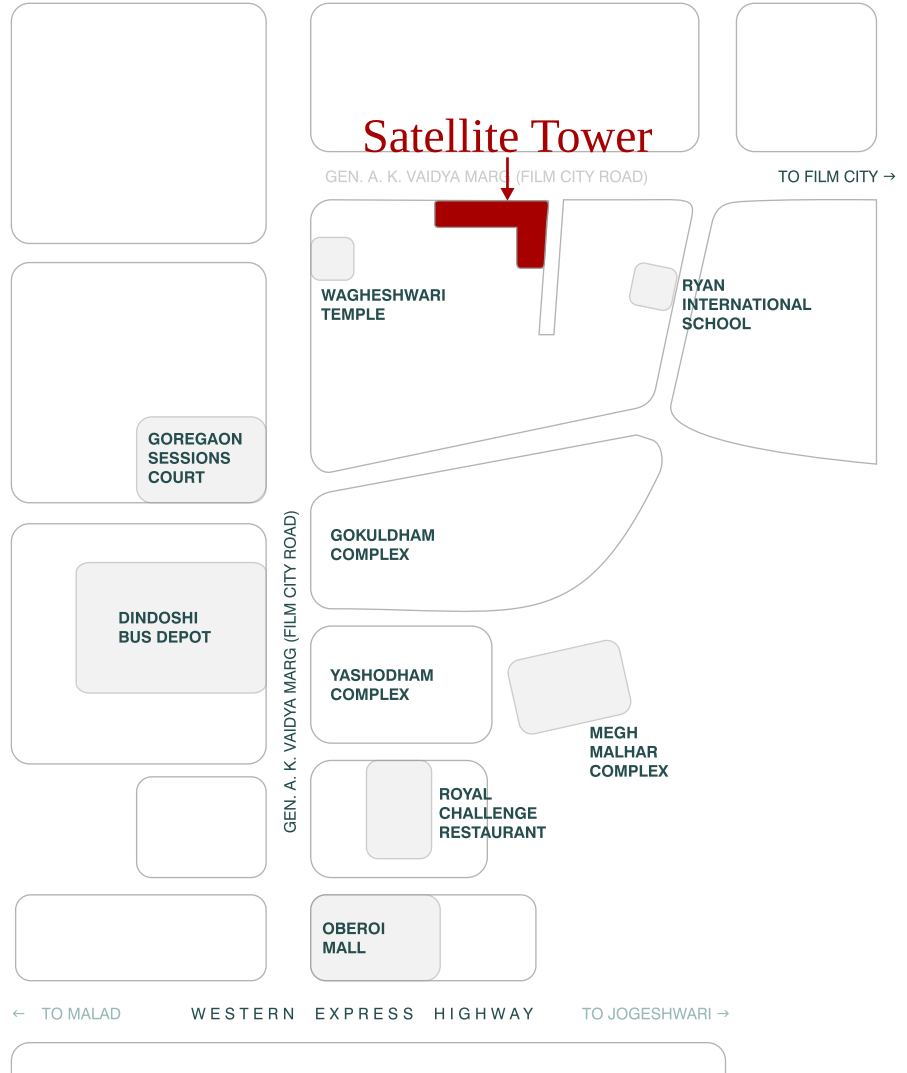 Satellite Tower
GEN. A. K. VAIDYA MARG (FILM CITY ROAD)
TO FILM CITY →
WAGHESHWARI
TEMPLE
RYAN
INTERNATIONAL
SCHOOL
GOREGAON
SESSIONS
COURT
GEN. A. K. VAIDYA MARG (FILM CITY ROAD)
GOKULDHAM
COMPLEX
DINDOSHI
BUS DEPOT
YASHODHAM
COMPLEX
MEGH
MALHAR
COMPLEX
ROYAL
CHALLENGE
RESTAURANT
OBEROI
MALL
← TO MALAD
WESTERN EXPRESS HIGHWAY
TO JOGESHWARI →